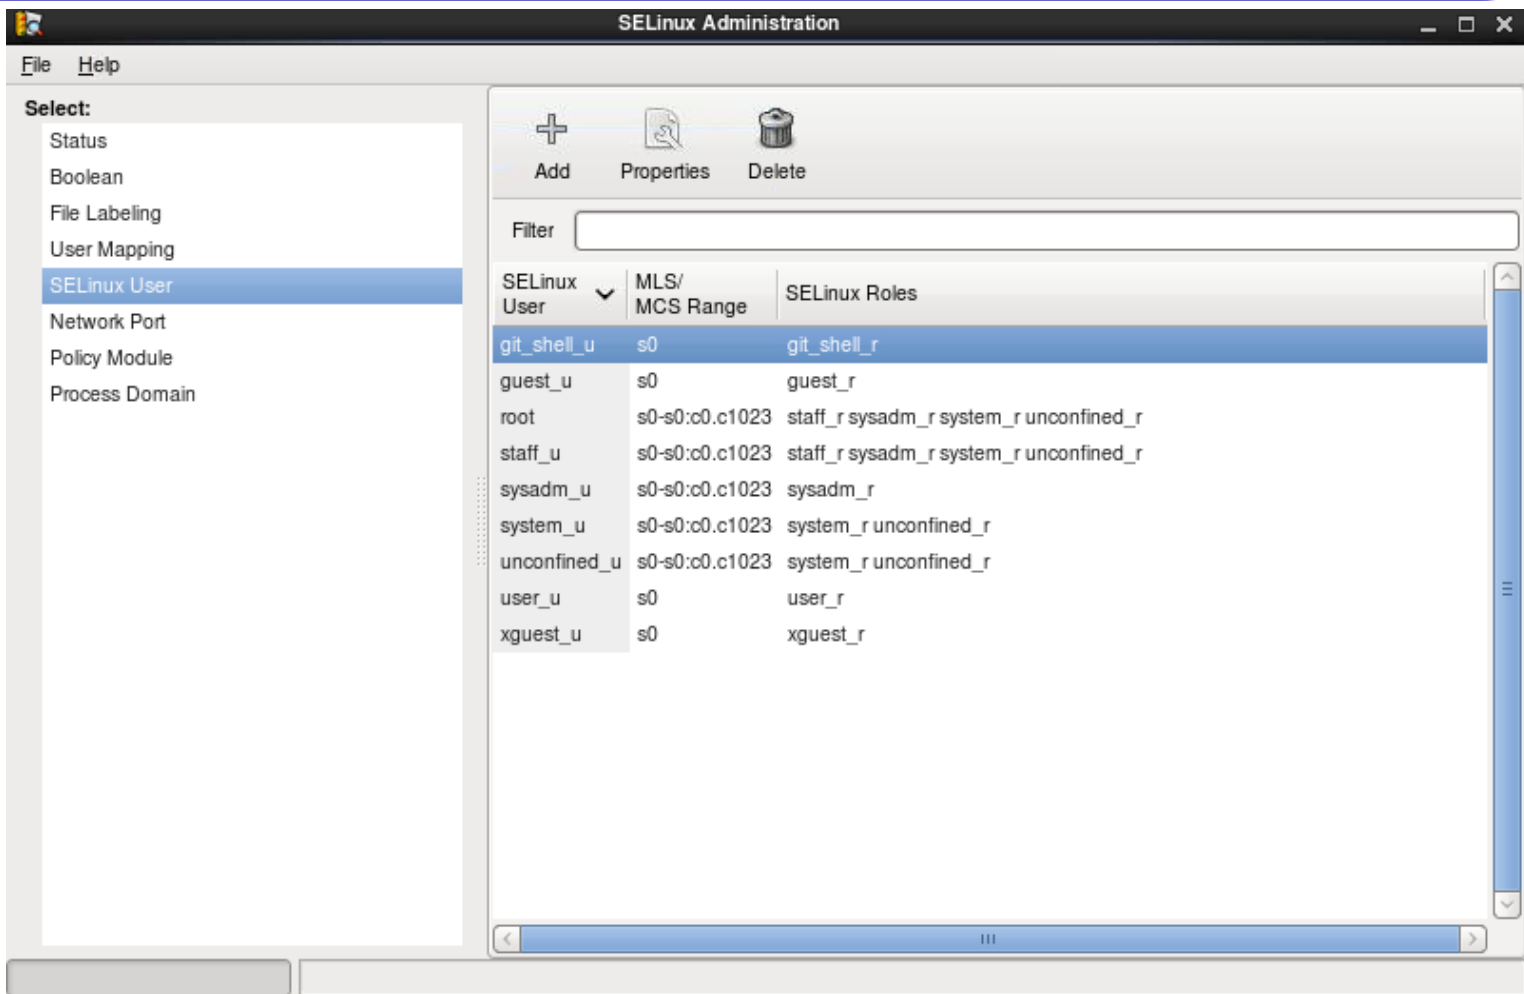 SELinux Administration
File Help
Select:
Status
Boolean
File Labeling
User Mapping
SELinux User
Network Port
Policy Module
Process Domain
Add Properties Delete
Filter
SELinux User MLS/ MCS Range SELinux Roles
git_shell_u s0 git_shell_r
guest_u s0 guest_r
root s0-s0:c0.c1023 staff_r sysadm_r system_r unconfined_r
staff_u s0-s0:c0.c1023 staff_r sysadm_r system_r unconfined_r
sysadm_u s0-s0:c0.c1023 sysadm_r
system_u s0-s0:c0.c1023 system_r unconfined_r
unconfined_u s0-s0:c0.c1023 system_r unconfined_r
user_u s0 user_r
xguest_u s0 xguest_r